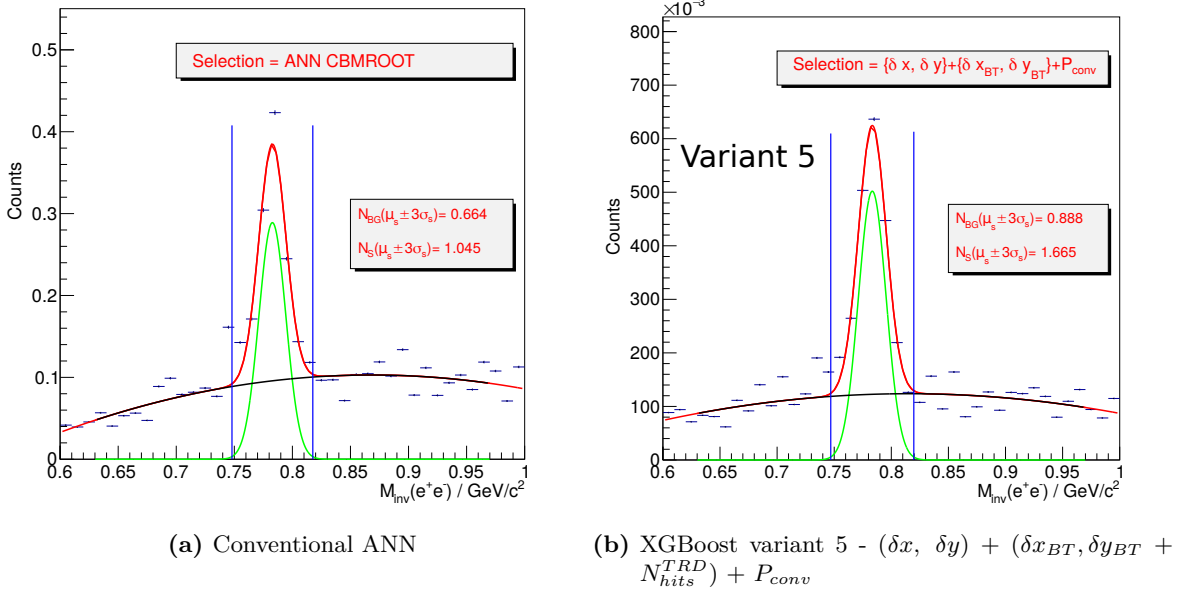 Selection = ANN CBMROOT
N_BG(μ_s±3σ_s)= 0.664
N_S(μ_s±3σ_s)= 1.045
Counts
0.5
0.4
0.3
0.2
0.1
0
0.6 0.65 0.7 0.75 0.8 0.85 0.9 0.95 1
M_inv(e⁺e⁻) / GeV/c²
(a) Conventional ANN
×10⁻³
Selection = {δ x, δ y}+{δ x_BT, δ y_BT}+P_conv
Variant 5
N_BG(μ_s±3σ_s)= 0.888
N_S(μ_s±3σ_s)= 1.665
Counts
800
700
600
500
400
300
200
100
0
0.6 0.65 0.7 0.75 0.8 0.85 0.9 0.95 1
M_inv(e⁺e⁻) / GeV/c²
(b) XGBoost variant 5 - (δx, δy) + (δx_BT, δy_BT +
N_hits^TRD) + P_conv